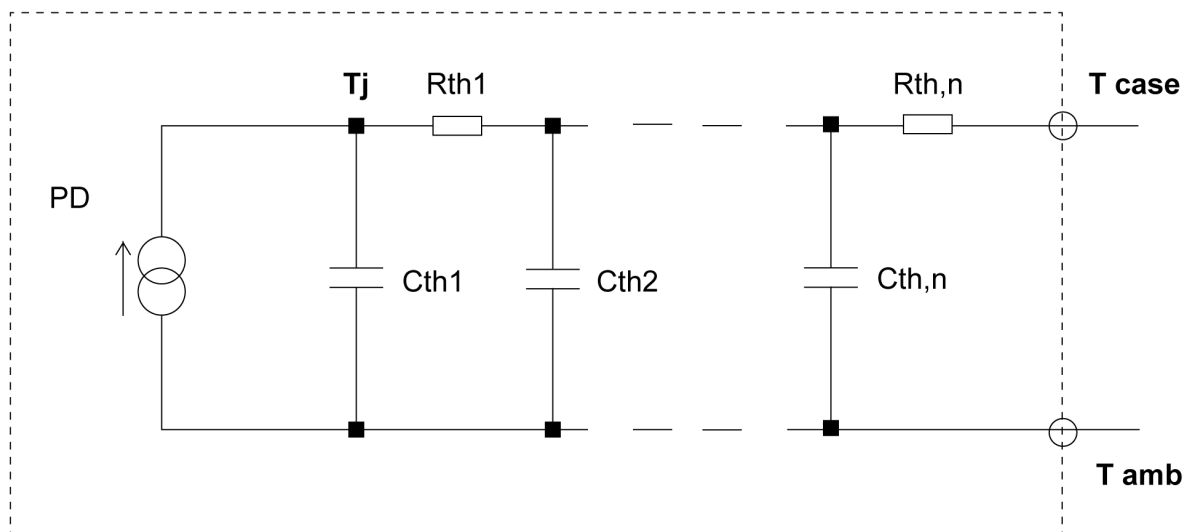 Tj
Rth1
Rth,n
T case
PD
Cth1
Cth2
Cth,n
T amb